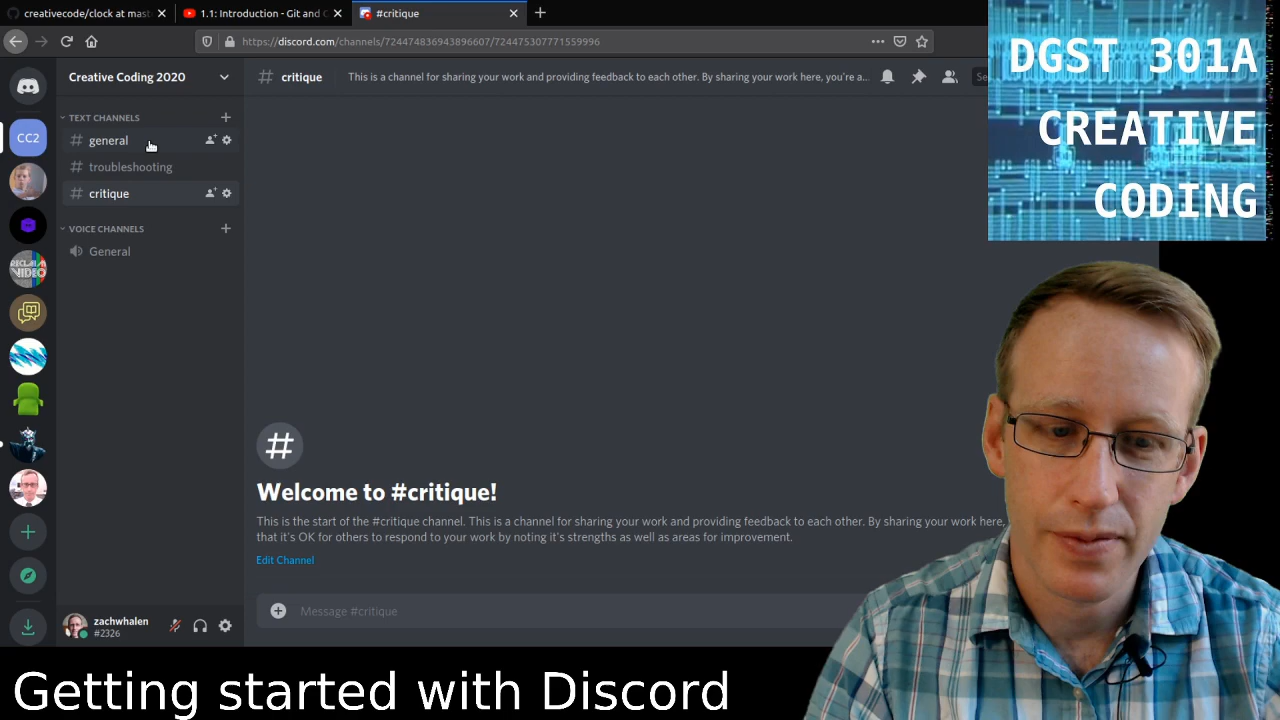 creativecode/clock at mast
1.1: Introduction - Git and G
#critique
https://discord.com/channels/724474836943896607/724475307771559996
Creative Coding 2020
# critique
This is a channel for sharing your work and providing feedback to each other. By sharing your work here, you're a...
Se
TEXT CHANNELS
CC2
# general
# troubleshooting
# critique
VOICE CHANNELS
General
RECLAIM
VIDEO
#
Welcome to #critique!
This is the start of the #critique channel. This is a channel for sharing your work and providing feedback to each other. By sharing your work here,
that it's OK for others to respond to your work by noting it's strengths as well as areas for improvement.
Edit Channel
Message #critique
zachwhalen
#2326
DGST 301A
CREATIVE
CODING
Getting started with Discord